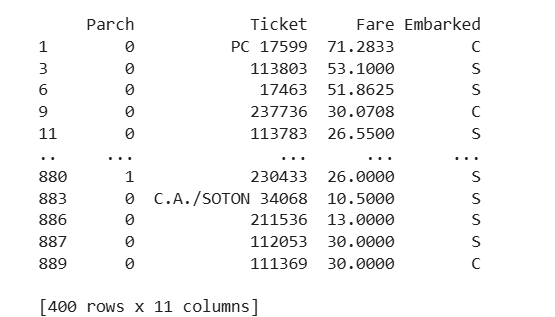 Parch Ticket Fare Embarked
1 0 PC 17599 71.2833 C
3 0 113803 53.1000 S
6 0 17463 51.8625 S
9 0 237736 30.0708 C
11 0 113783 26.5500 S
.. ... ... ... ...
880 1 230433 26.0000 S
883 0 C.A./SOTON 34068 10.5000 S
886 0 211536 13.0000 S
887 0 112053 30.0000 S
889 0 111369 30.0000 C
[400 rows x 11 columns]